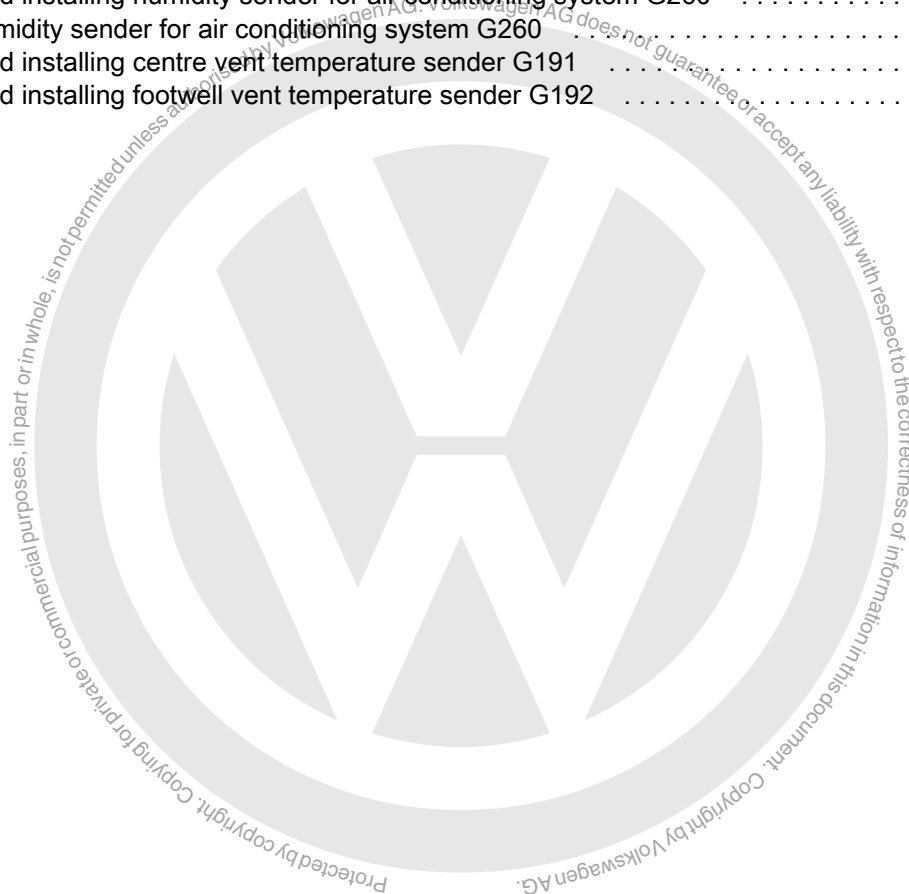 d installing humidity sender for air conditioning system G260 . . . . . . . . . . .
midity sender for air conditioning system G260 . . . . . . . . . . . . . . . . . . . . .
d installing centre vent temperature sender G191 . . . . . . . . . . . . . . . . . . .
d installing footwell vent temperature sender G192 . . . . . . . . . . . . . . . . . .
Protected by copyright. Copying for private or commercial purposes, in part or in whole, is not permitted unless authorised by Volkswagen AG. Volkswagen AG does not guarantee or accept any liability with respect to the correctness of information in this document. Copyright by Volkswagen AG.